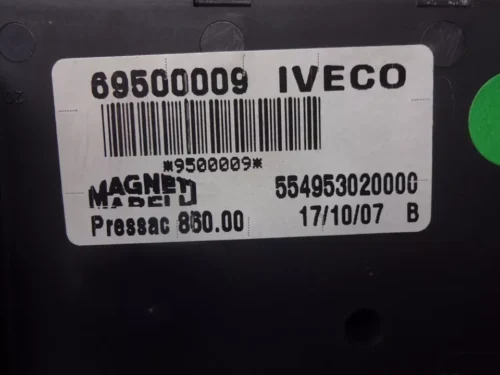 69500009 IVECO
*9500009*
MAGNETI
MARELLI
554953020000
Pressac 860.00
17/10/07 B